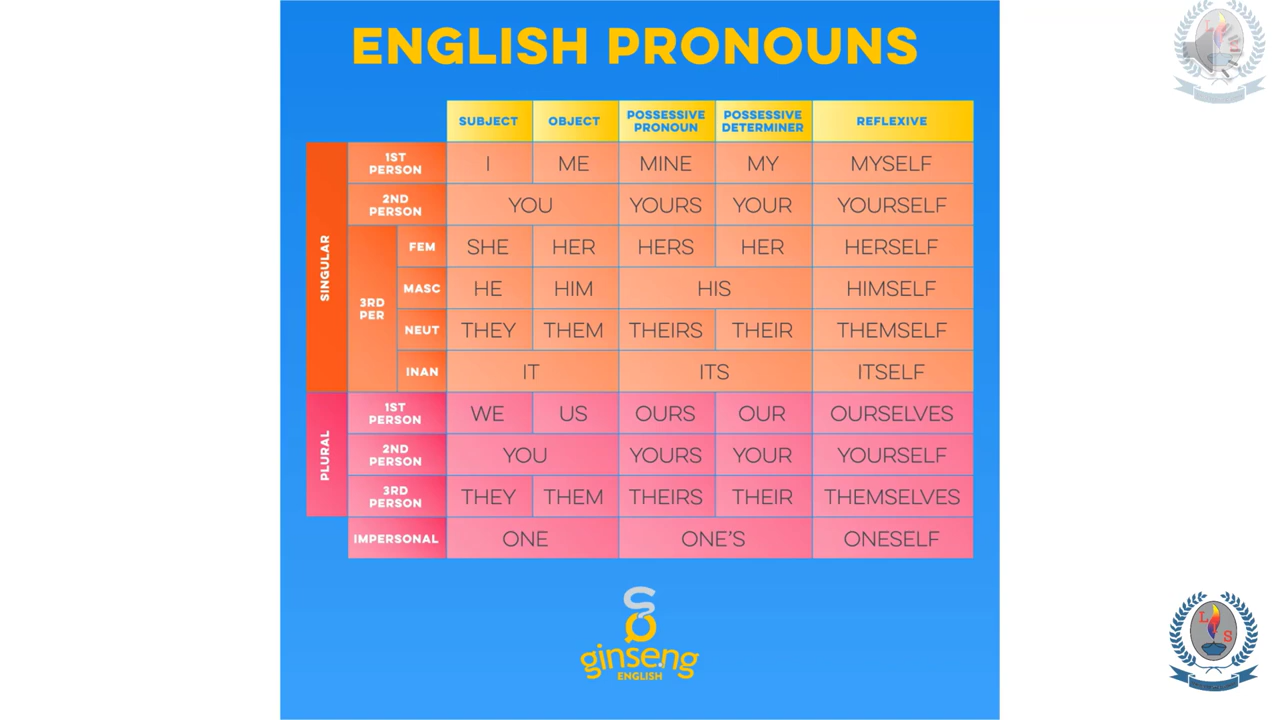 ENGLISH PRONOUNS
SUBJECT OBJECT POSSESSIVE PRONOUN POSSESSIVE DETERMINER REFLEXIVE
SINGULAR
1ST PERSON I ME MINE MY MYSELF
2ND PERSON YOU YOURS YOUR YOURSELF
3RD PER
FEM SHE HER HERS HER HERSELF
MASC HE HIM HIS HIMSELF
NEUT THEY THEM THEIRS THEIR THEMSELF
INAN IT ITS ITSELF
PLURAL
1ST PERSON WE US OURS OUR OURSELVES
2ND PERSON YOU YOURS YOUR YOURSELF
3RD PERSON THEY THEM THEIRS THEIR THEMSELVES
IMPERSONAL ONE ONE'S ONESELF
ginseng
ENGLISH
L S